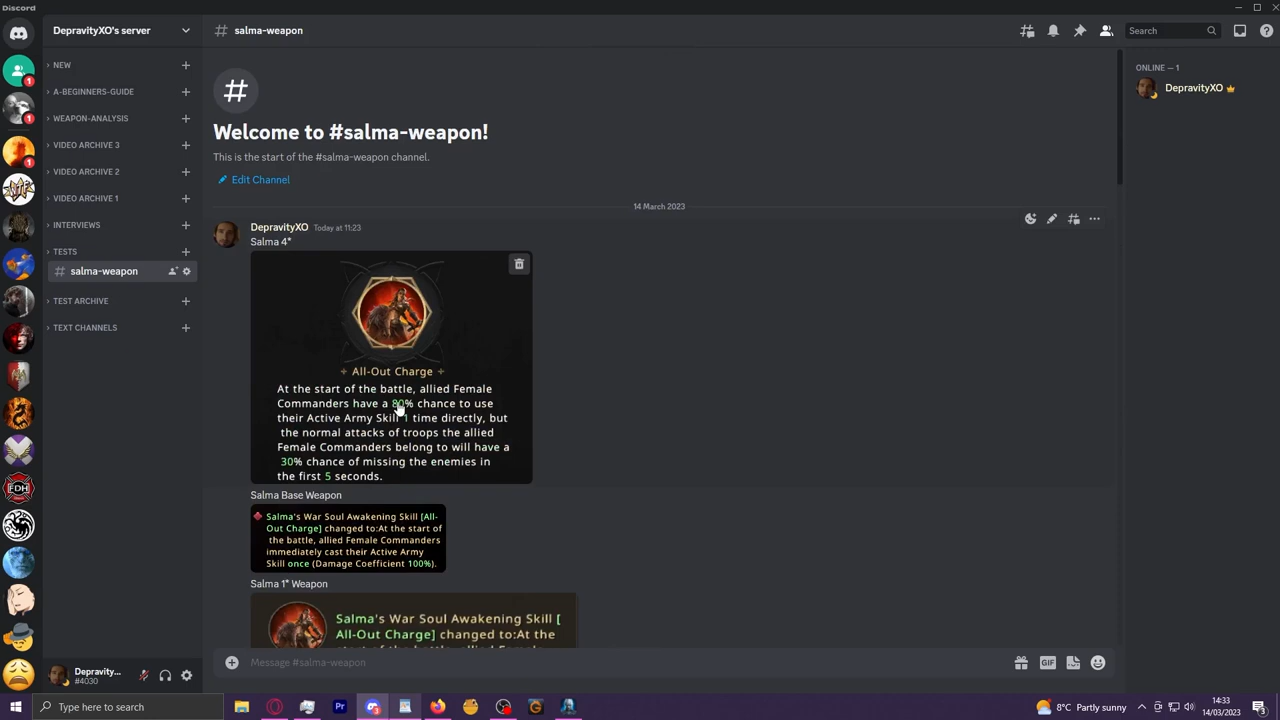 Discord
DepravityXO's server
salma-weapon
Search
NEW
A-BEGINNERS-GUIDE
WEAPON-ANALYSIS
VIDEO ARCHIVE 3
VIDEO ARCHIVE 2
VIDEO ARCHIVE 1
INTERVIEWS
TESTS
salma-weapon
TEST ARCHIVE
TEXT CHANNELS
Welcome to #salma-weapon!
This is the start of the #salma-weapon channel.
Edit Channel
14 March 2023
DepravityXO Today at 11:23
Salma 4*
All-Out Charge
At the start of the battle, allied Female
Commanders have a 80% chance to use
their Active Army Skill 1 time directly, but
the normal attacks of troops the allied
Female Commanders belong to will have a
30% chance of missing the enemies in
the first 5 seconds.
Salma Base Weapon
Salma's War Soul Awakening Skill [All-
Out Charge] changed to:At the start of
the battle, allied Female Commanders
immediately cast their Active Army
Skill once (Damage Coefficient 100%).
Salma 1* Weapon
Salma's War Soul Awakening Skill [
All-Out Charge] changed to:At the
Message #salma-weapon
GIF
ONLINE — 1
DepravityXO
1
1
1
NTF
FDH
Depravity...
#4030
Type here to search
Pr
8°C Partly sunny
14:33
14/03/2023